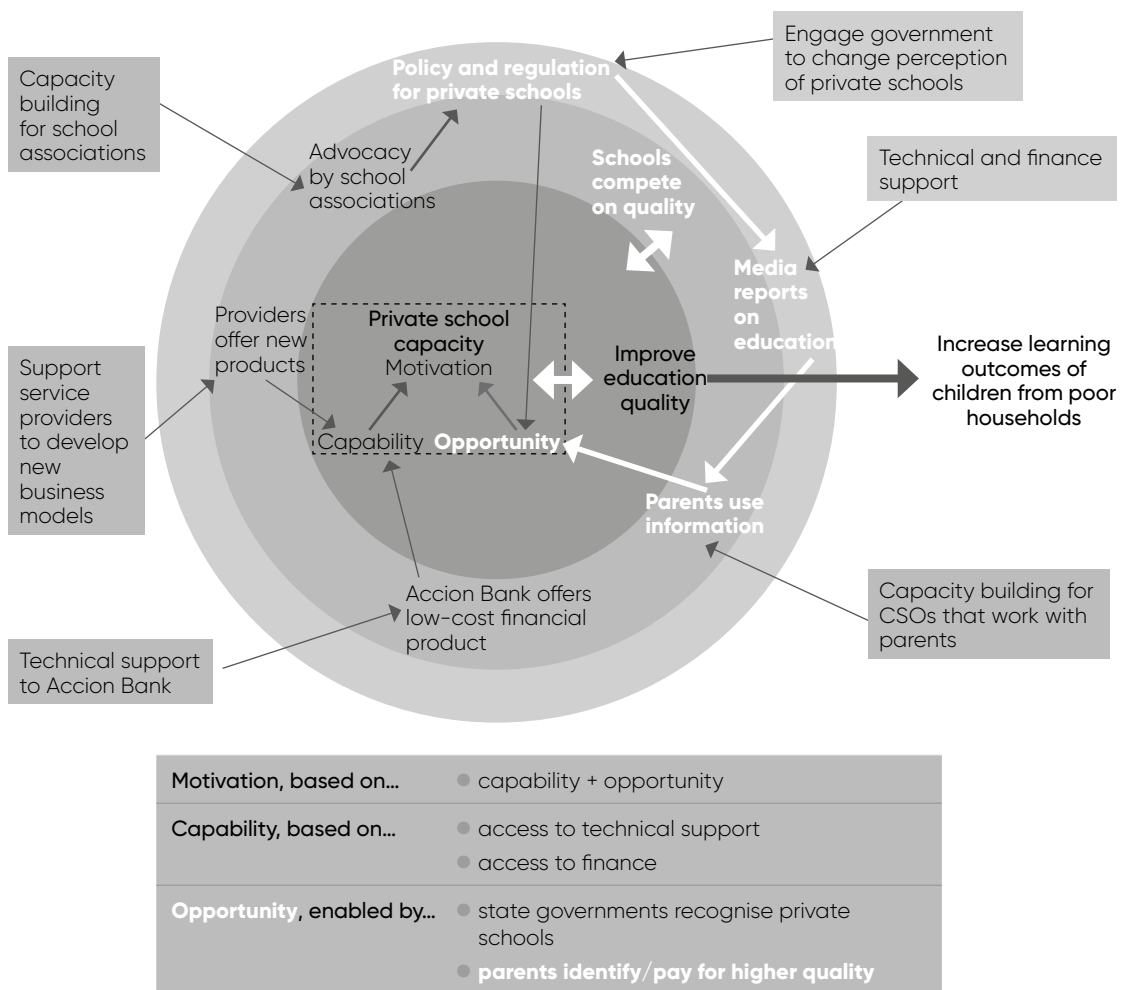 Engage government
to change perception
of private schools
Capacity
building
for school
associations
Policy and regulation
for private schools
Advocacy
by school
associations
Schools
compete
on quality
Technical and finance
support
Media
reports
on
education
Providers
offer new
products
Private school
capacity
Motivation
Capability
Opportunity
Improve
education
quality
Increase learning
outcomes of
children from poor
households
Support
service
providers
to develop
new
business
models
Parents use
information
Accion Bank offers
low-cost financial
product
Capacity building for
CSOs that work with
parents
Technical support
to Accion Bank
Motivation, based on...
capability + opportunity
Capability, based on...
access to technical support
access to finance
Opportunity, enabled by...
state governments recognise private
schools
parents identify/pay for higher quality